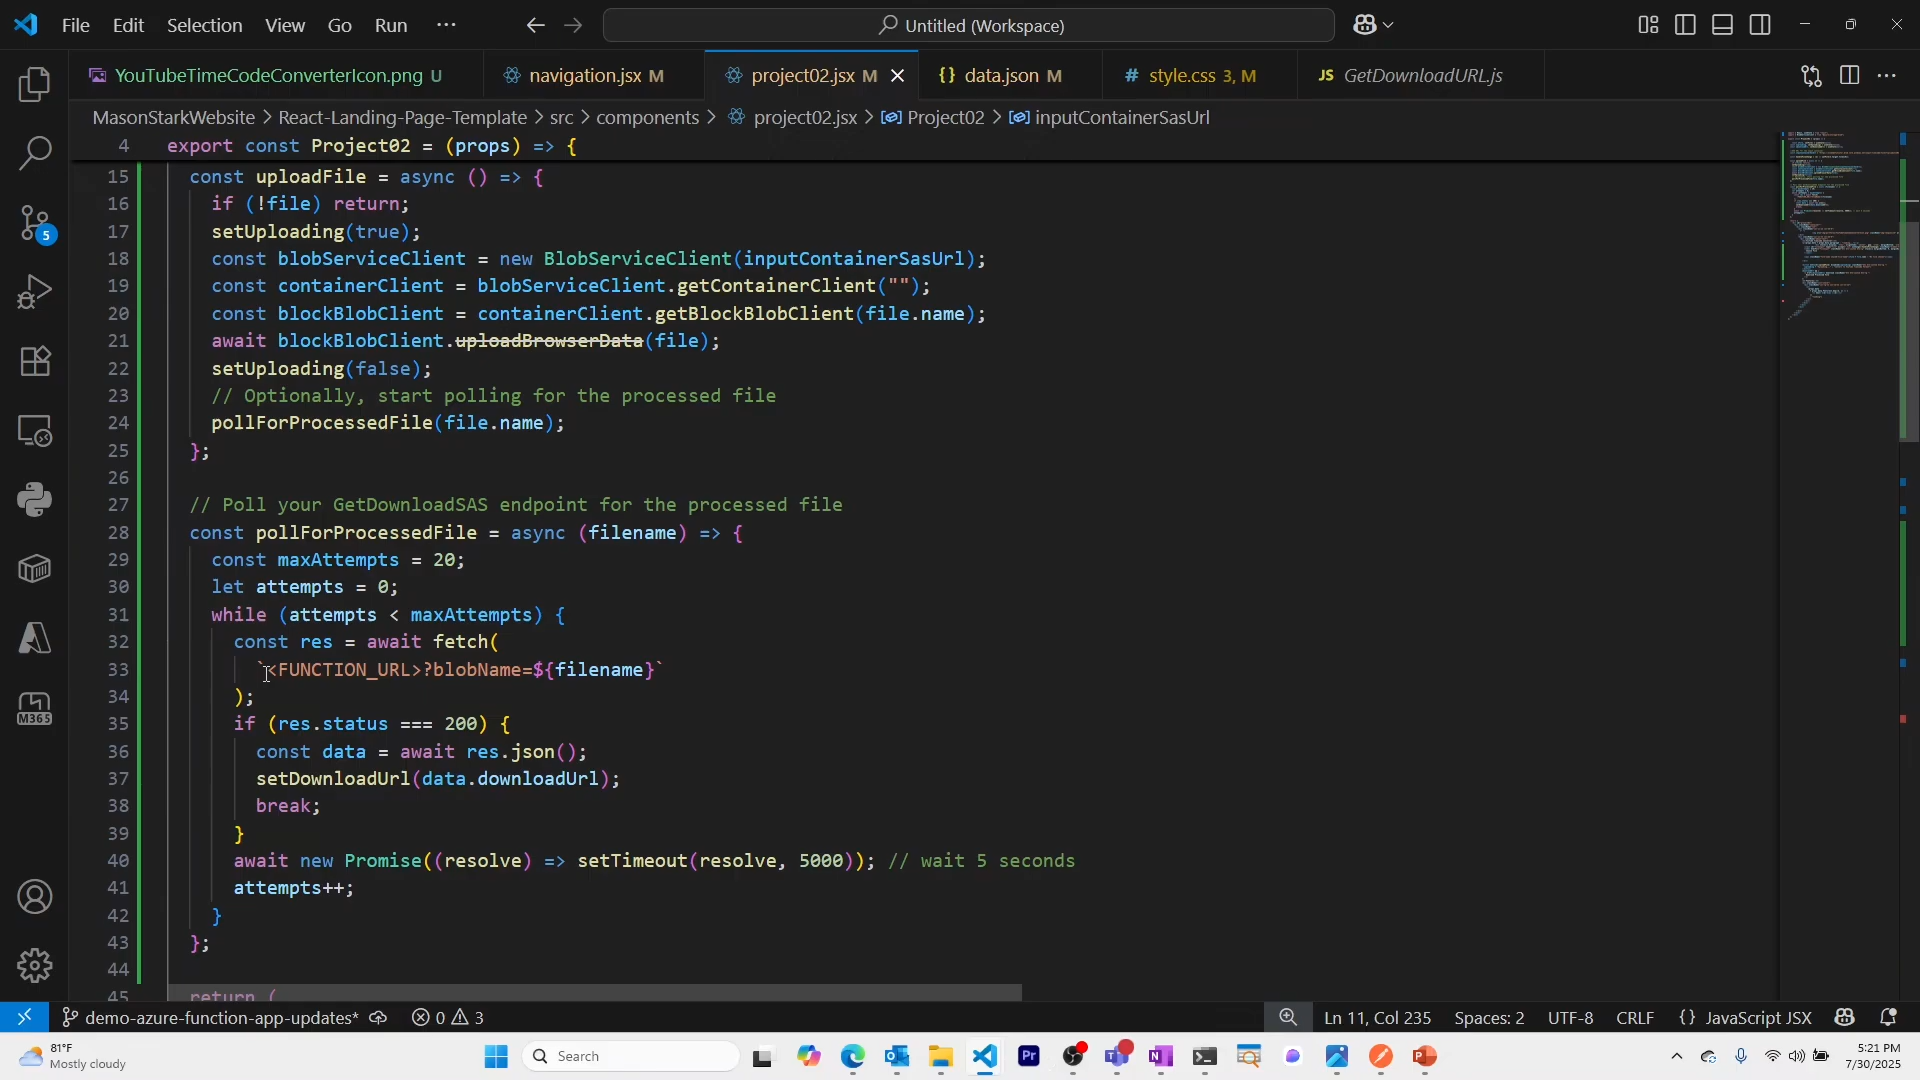 File Edit Selection View Go Run ···
Untitled (Workspace)
YouTubeTimeCodeConverterIcon.png U
navigation.jsx M
project02.jsx M
{} data.json M
# style.css 3, M
JS GetDownloadURL.js
MasonStarkWebsite > React-Landing-Page-Template > src > components > project02.jsx > Project02 > inputContainerSasUrl
4 export const Project02 = (props) => {
15 const uploadFile = async () => {
16 if (!file) return;
17 setUploading(true);
18 const blobServiceClient = new BlobServiceClient(inputContainerSasUrl);
19 const containerClient = blobServiceClient.getContainerClient("");
20 const blockBlobClient = containerClient.getBlockBlobClient(file.name);
21 await blockBlobClient.uploadBrowserData(file);
22 setUploading(false);
23 // Optionally, start polling for the processed file
24 pollForProcessedFile(file.name);
25 };
26
27 // Poll your GetDownloadSAS endpoint for the processed file
28 const pollForProcessedFile = async (filename) => {
29 const maxAttempts = 20;
30 let attempts = 0;
31 while (attempts < maxAttempts) {
32 const res = await fetch(
33 `<FUNCTION_URL>?blobName=${filename}`
34 );
35 if (res.status === 200) {
36 const data = await res.json();
37 setDownloadUrl(data.downloadUrl);
38 break;
39 }
40 await new Promise((resolve) => setTimeout(resolve, 5000)); // wait 5 seconds
41 attempts++;
42 }
43 };
44
45 return (
5
M365
demo-azure-function-app-updates* 0 3
Ln 11, Col 235 Spaces: 2 UTF-8 CRLF {} JavaScript JSX
81°F
Mostly cloudy
Search
Pr
5:21 PM
7/30/2025